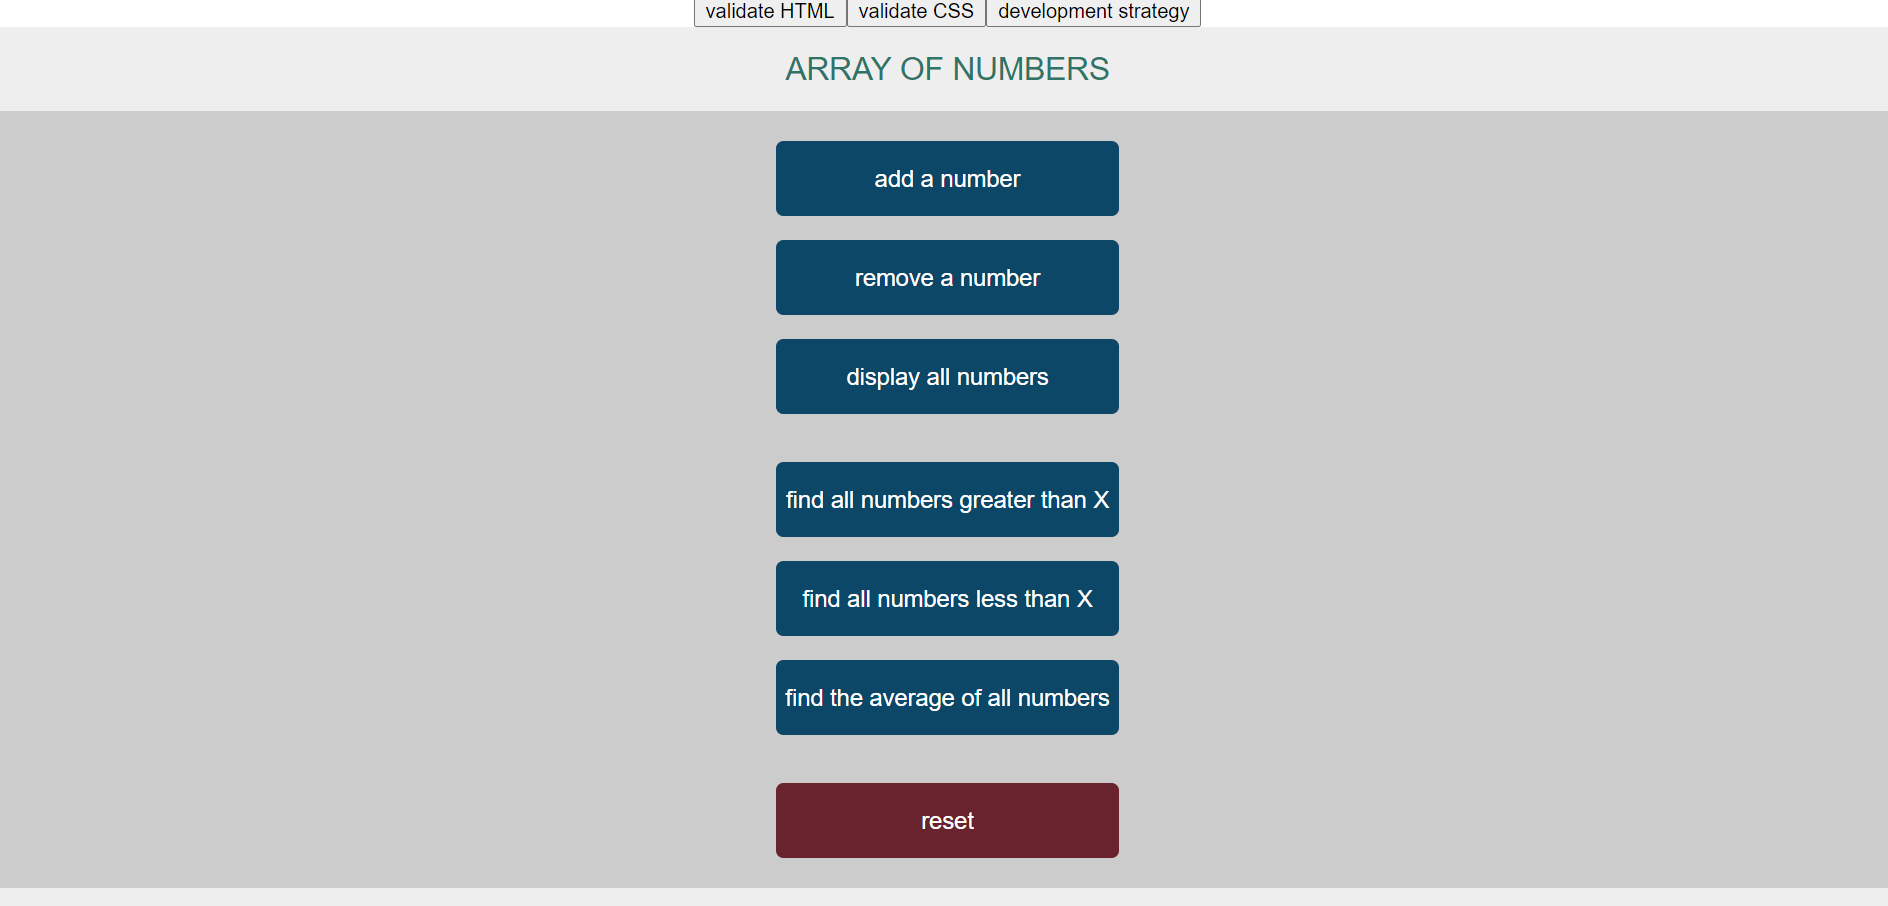 validate HTML validate CSS development strategy
ARRAY OF NUMBERS
add a number
remove a number
display all numbers
find all numbers greater than X
find all numbers less than X
find the average of all numbers
reset